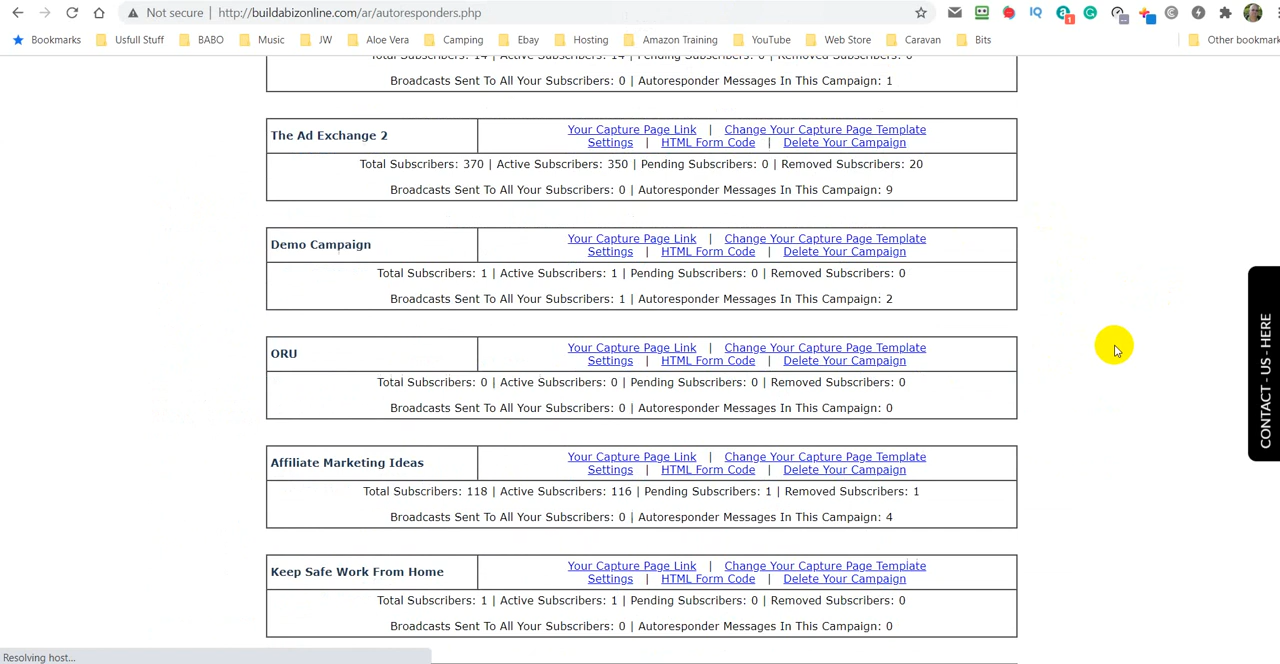 Not secure | http://buildabizonline.com/ar/autoresponders.php
Bookmarks Usfull Stuff BABO Music JW Aloe Vera Camping Ebay Hosting Amazon Training YouTube Web Store Caravan Bits Other bookmark
Total Subscribers: 14 | Active Subscribers: 14 | Pending Subscribers: 0 | Removed Subscribers: 0
Broadcasts Sent To All Your Subscribers: 0 | Autoresponder Messages In This Campaign: 1
The Ad Exchange 2
Your Capture Page Link | Change Your Capture Page Template
Settings | HTML Form Code | Delete Your Campaign
Total Subscribers: 370 | Active Subscribers: 350 | Pending Subscribers: 0 | Removed Subscribers: 20
Broadcasts Sent To All Your Subscribers: 0 | Autoresponder Messages In This Campaign: 9
Demo Campaign
Your Capture Page Link | Change Your Capture Page Template
Settings | HTML Form Code | Delete Your Campaign
Total Subscribers: 1 | Active Subscribers: 1 | Pending Subscribers: 0 | Removed Subscribers: 0
Broadcasts Sent To All Your Subscribers: 1 | Autoresponder Messages In This Campaign: 2
ORU
Your Capture Page Link | Change Your Capture Page Template
Settings | HTML Form Code | Delete Your Campaign
Total Subscribers: 0 | Active Subscribers: 0 | Pending Subscribers: 0 | Removed Subscribers: 0
Broadcasts Sent To All Your Subscribers: 0 | Autoresponder Messages In This Campaign: 0
Affiliate Marketing Ideas
Your Capture Page Link | Change Your Capture Page Template
Settings | HTML Form Code | Delete Your Campaign
Total Subscribers: 118 | Active Subscribers: 116 | Pending Subscribers: 1 | Removed Subscribers: 1
Broadcasts Sent To All Your Subscribers: 0 | Autoresponder Messages In This Campaign: 4
Keep Safe Work From Home
Your Capture Page Link | Change Your Capture Page Template
Settings | HTML Form Code | Delete Your Campaign
Total Subscribers: 1 | Active Subscribers: 1 | Pending Subscribers: 0 | Removed Subscribers: 0
Broadcasts Sent To All Your Subscribers: 0 | Autoresponder Messages In This Campaign: 0
CONTACT - US - HERE
Resolving host...